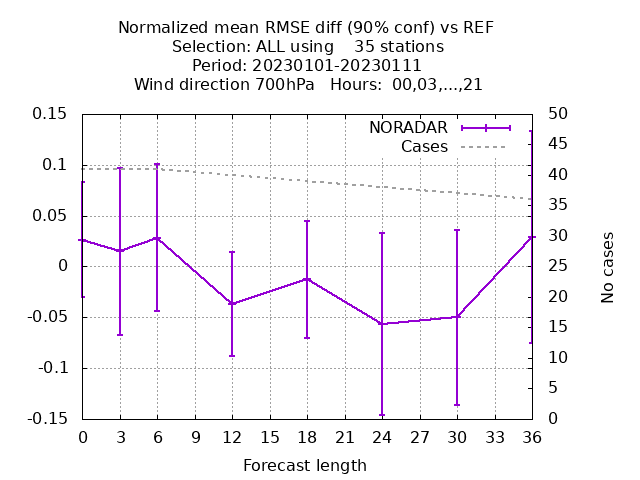 Normalized mean RMSE diff (90% conf) vs REF
Selection: ALL using    35 stations
Period: 20230101-20230111
Wind direction 700hPa   Hours:  00,03,...,21
NORADAR
Cases
0.15
0.1
0.05
0
-0.05
-0.1
-0.15
50
45
40
35
30
25
20
15
10
5
0
No cases
0 3 6 9 12 15 18 21 24 27 30 33 36
Forecast length